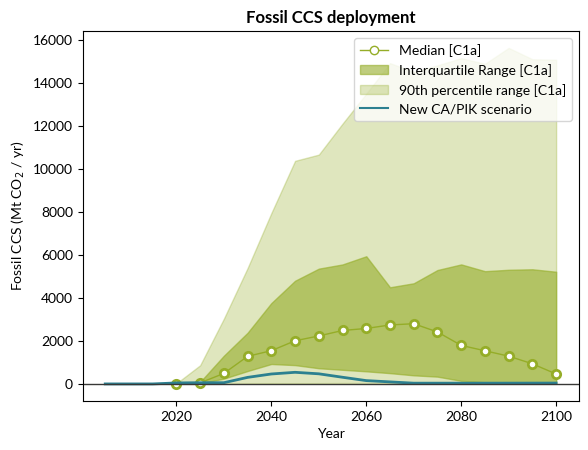 Fossil CCS deployment
Fossil CCS (Mt CO₂ / yr)
16000
14000
12000
10000
8000
6000
4000
2000
0
Median [C1a]
Interquartile Range [C1a]
90th percentile range [C1a]
New CA/PIK scenario
2020 2040 2060 2080 2100
Year